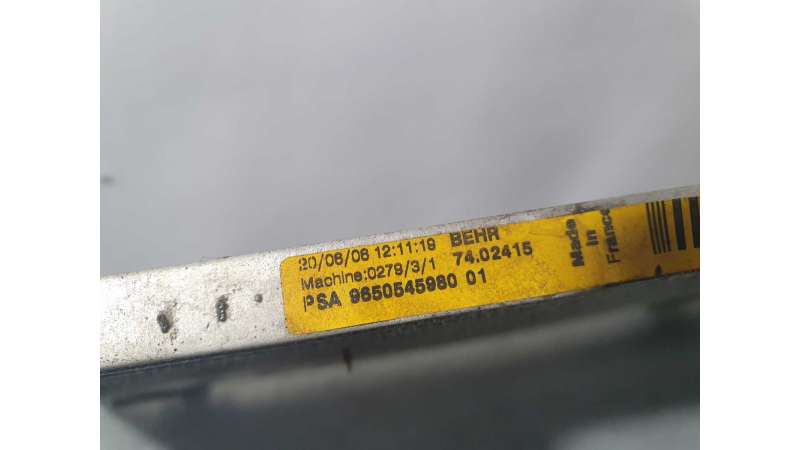 20/06/06 12:11:19 BEHR
Machine:0279/3/1 74.02415
PSA 9650545980 01
Made
in
France